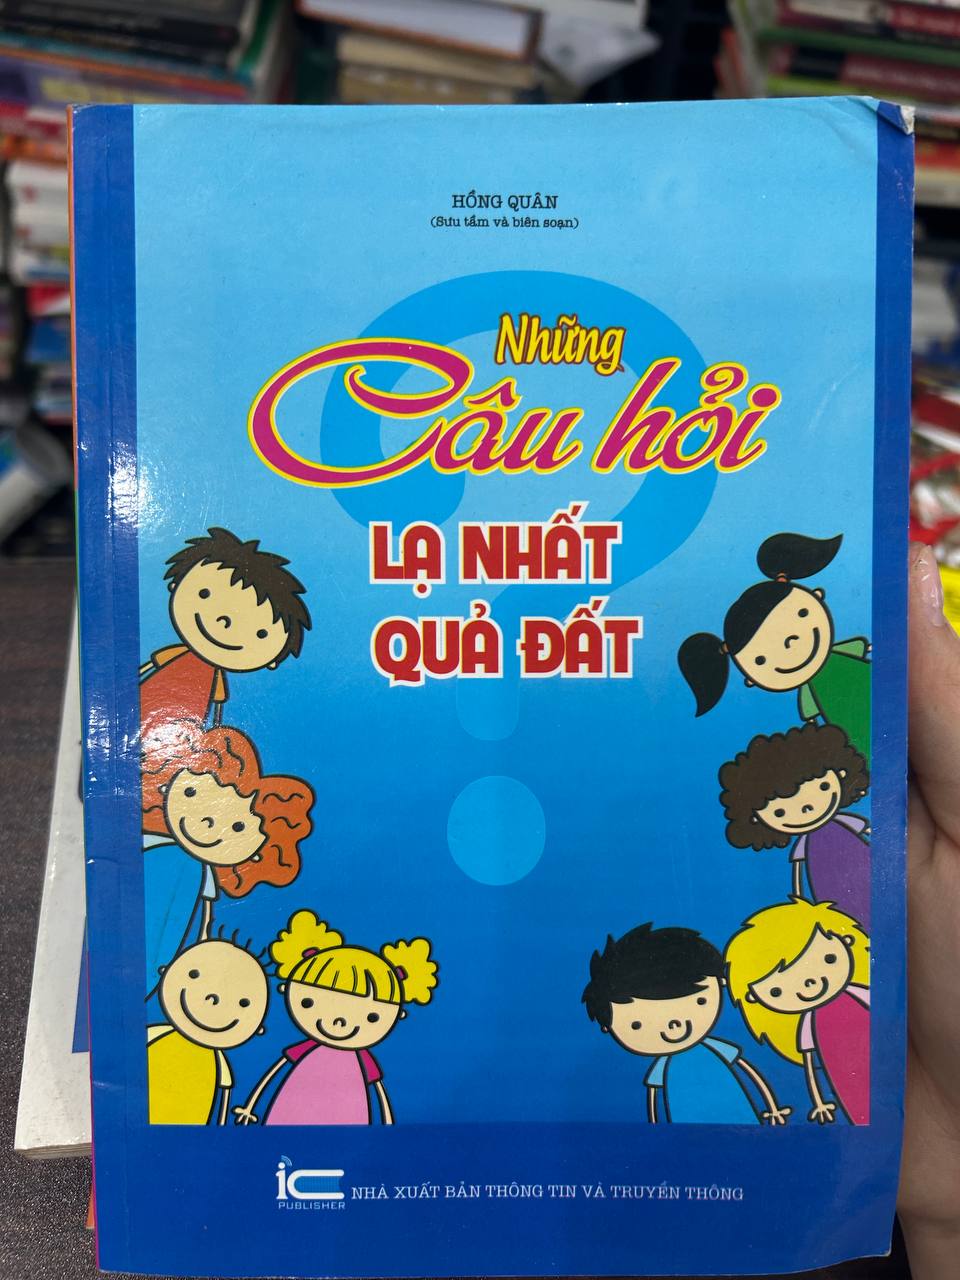 HỒNG QUÂN
(Sưu tầm và biên soạn)
Những
Câu hỏi
LẠ NHẤT
QUẢ ĐẤT
iC
PUBLISHER
NHÀ XUẤT BẢN THÔNG TIN VÀ TRUYỀN THÔNG